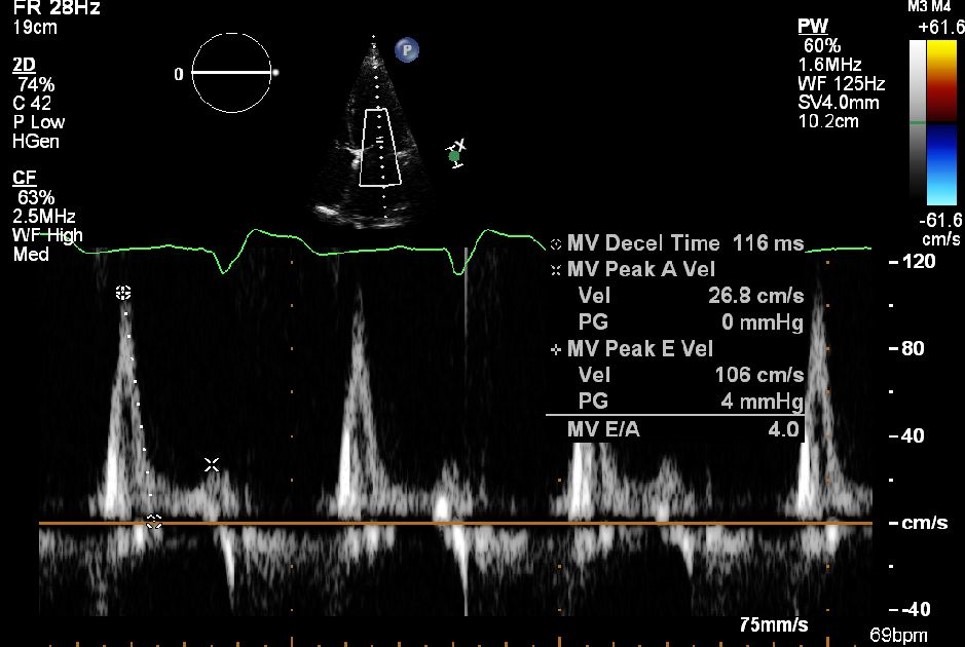 FR 28Hz
19cm
2D
74%
C 42
P Low
HGen
CF
63%
2.5MHz
WF High
Med
0
P
X
PW
60%
1.6MHz
WF 125Hz
SV4.0mm
10.2cm
M3 M4
+61.6
-61.6
cm/s
MV Decel Time 116 ms
MV Peak A Vel
Vel 26.8 cm/s
PG 0 mmHg
MV Peak E Vel
Vel 106 cm/s
PG 4 mmHg
MV E/A 4.0
-120
-80
-40
-cm/s
--40
75mm/s
69bpm